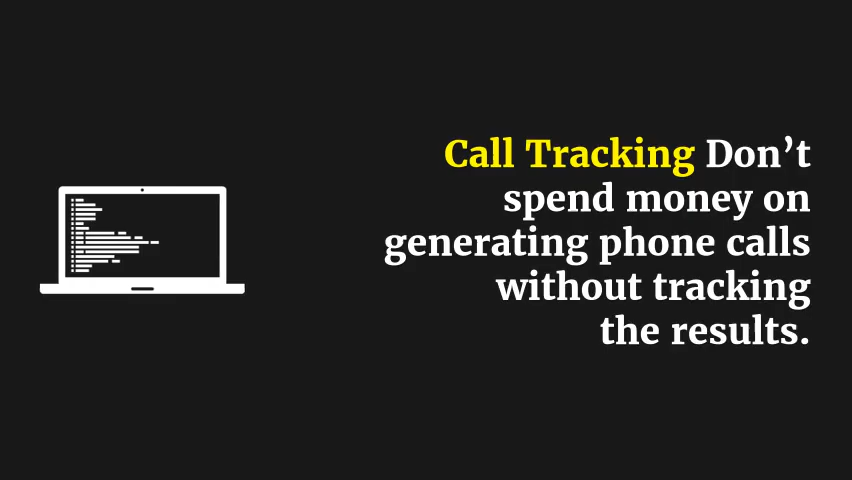 Call Tracking Don’t
spend money on
generating phone calls
without tracking
the results.